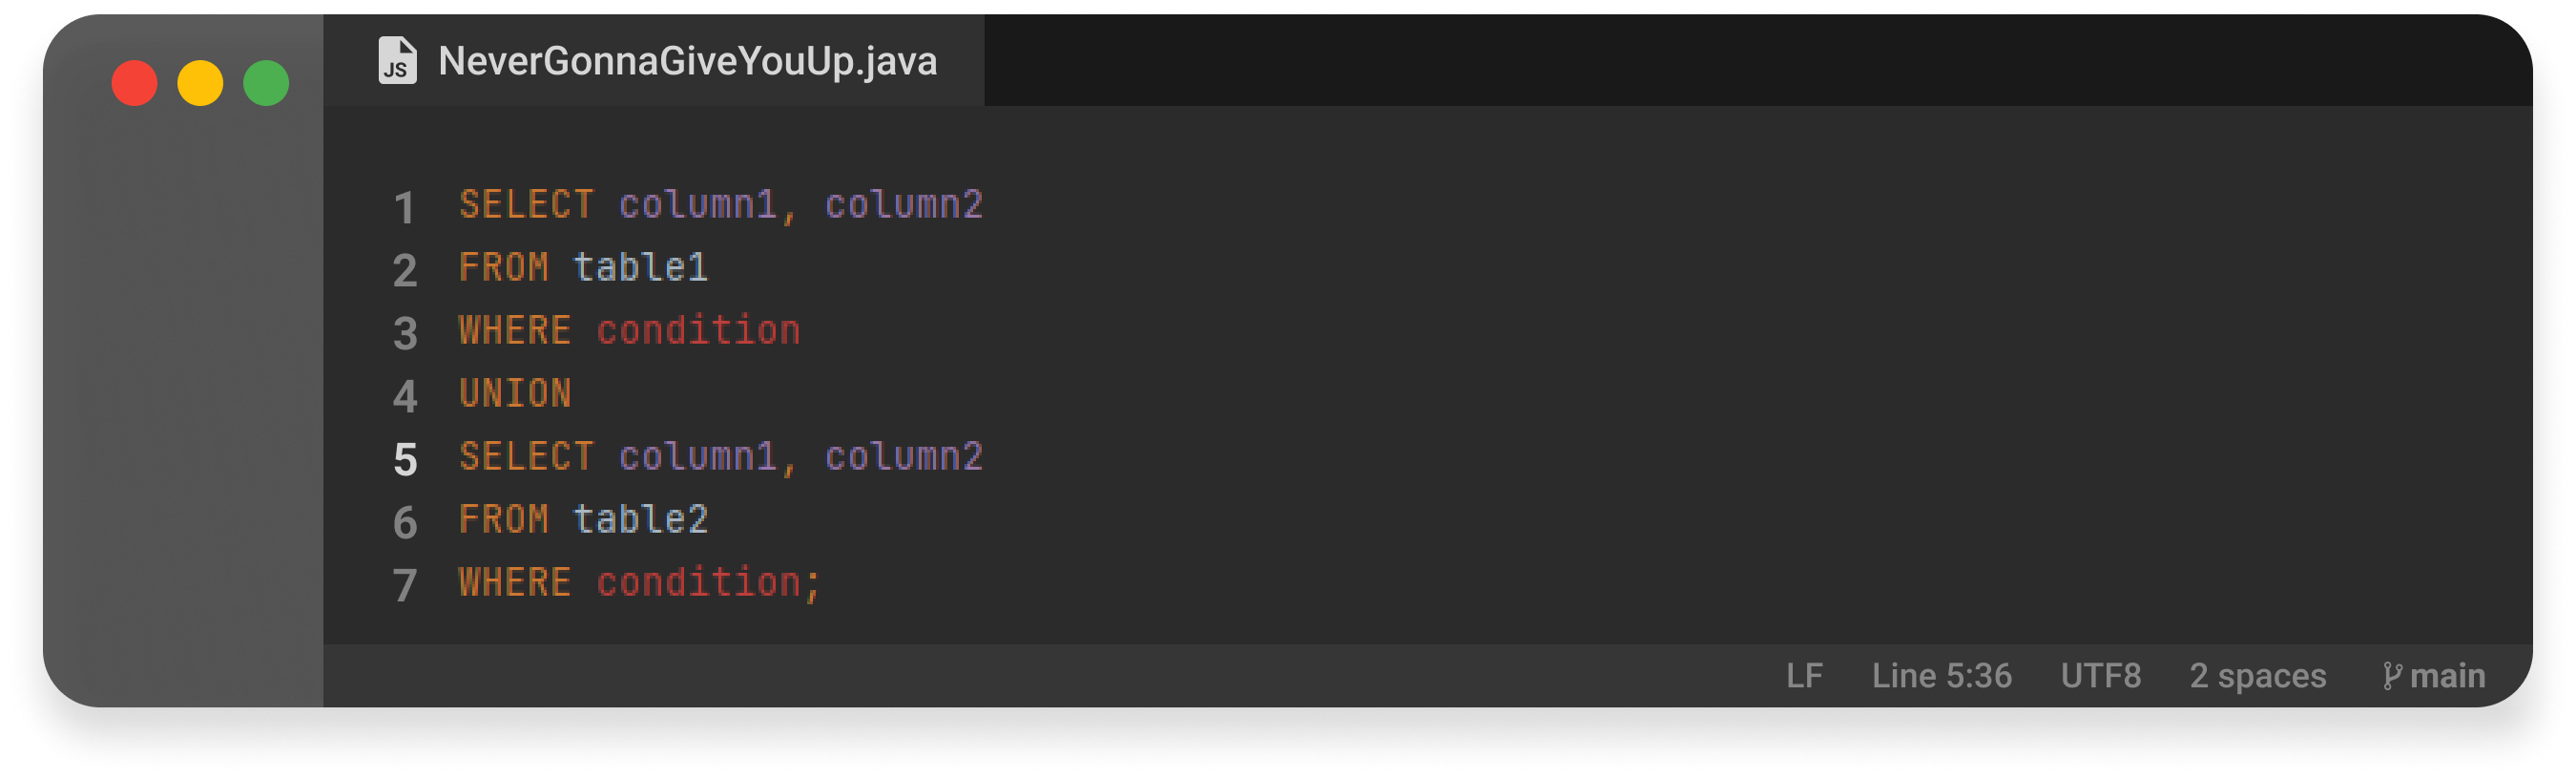 JS NeverGonnaGiveYouUp.java
1 SELECT column1, column2
2 FROM table1
3 WHERE condition
4 UNION
5 SELECT column1, column2
6 FROM table2
7 WHERE condition;
LF Line 5:36 UTF8 2 spaces main